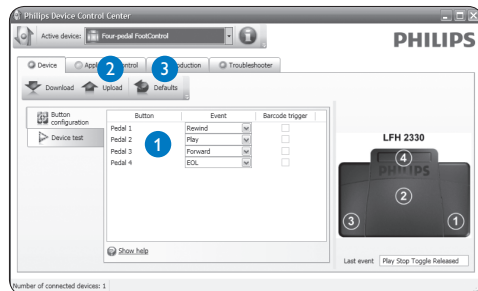 Philips Device Control Center
Active device: Four-pedal FootControl
PHILIPS
Device Troubleshooter
2 3
Download Upload Defaults
Button configuration
Device test
Button Event Barcode trigger
Pedal 1 Rewind
Pedal 2 Play
Pedal 3 Forward
Pedal 4 EOL
1
Show help
LFH 2330
4
PHILIPS
2
3 1
Last event Play Stop Toggle Released
Number of connected devices: 1